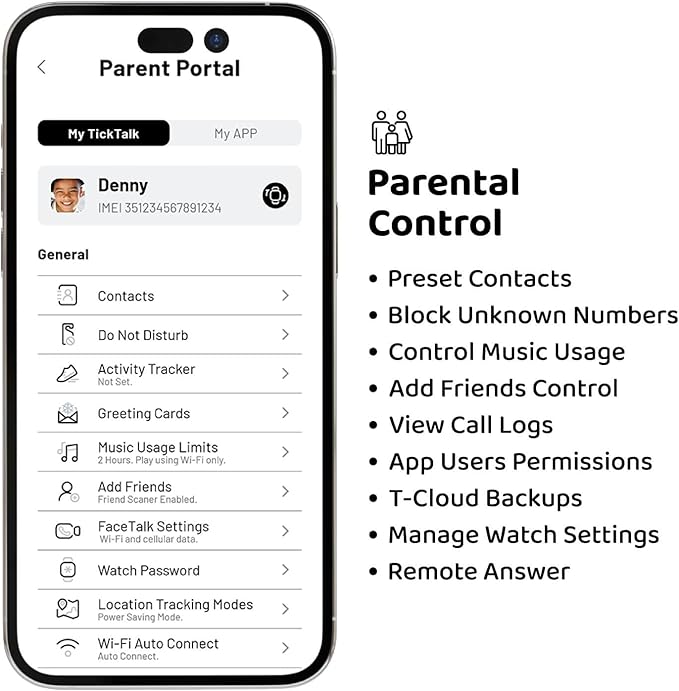 Parent Portal
My TickTalk
My APP
Denny
IMEI 351234567891234
General
Contacts
Do Not Disturb
Activity Tracker
Not Set.
Greeting Cards
Music Usage Limits
2 Hours. Play using Wi-Fi only.
Add Friends
Friend Scaner Enabled.
FaceTalk Settings
Wi-Fi and cellular data.
Watch Password
Location Tracking Modes
Power Saving Mode.
Wi-Fi Auto Connect
Auto Connect.
Parental
Control
• Preset Contacts
• Block Unknown Numbers
• Control Music Usage
• Add Friends Control
• View Call Logs
• App Users Permissions
• T-Cloud Backups
• Manage Watch Settings
• Remote Answer